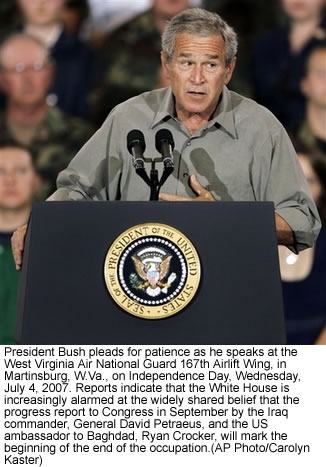 SEAL OF THE PRESIDENT OF THE UNITED STATES
President Bush pleads for patience as he speaks at the
West Virginia Air National Guard 167th Airlift Wing, in
Martinsburg, W.Va., on Independence Day, Wednesday,
July 4, 2007. Reports indicate that the White House is
increasingly alarmed at the widely shared belief that the
progress report to Congress in September by the Iraq
commander, General David Petraeus, and the US
ambassador to Baghdad, Ryan Crocker, will mark the
beginning of the end of the occupation.(AP Photo/Carolyn
Kaster)